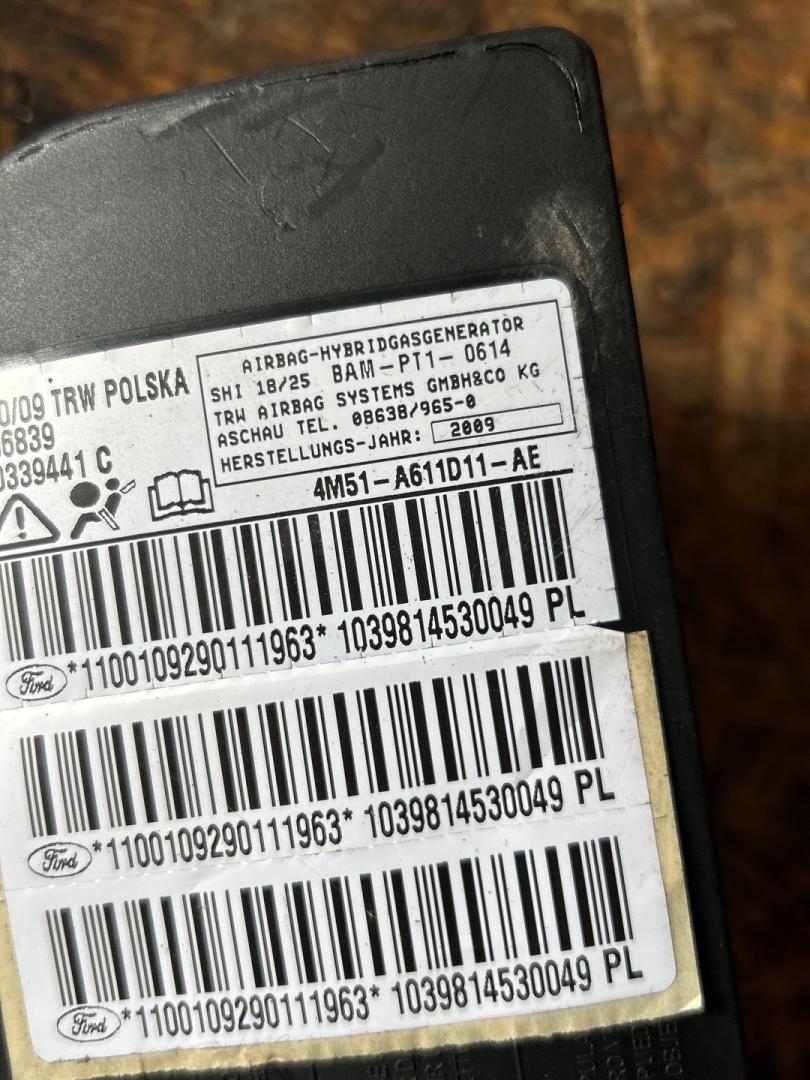 0/09 TRW POLSKA
6839
0339441 C
AIRBAG-HYBRIDGASGENERATOR
SHI 18/25 BAM-PT1- 0614
TRW AIRBAG SYSTEMS GMBH&CO KG
ASCHAU TEL. 08638/965-0
HERSTELLUNGS-JAHR: 2009
4M51-A611D11-AE
Ford *1100109290111963* 1039814530049 PL
Ford *1100109290111963* 1039814530049 PL
Ford *1100109290111963* 1039814530049 PL